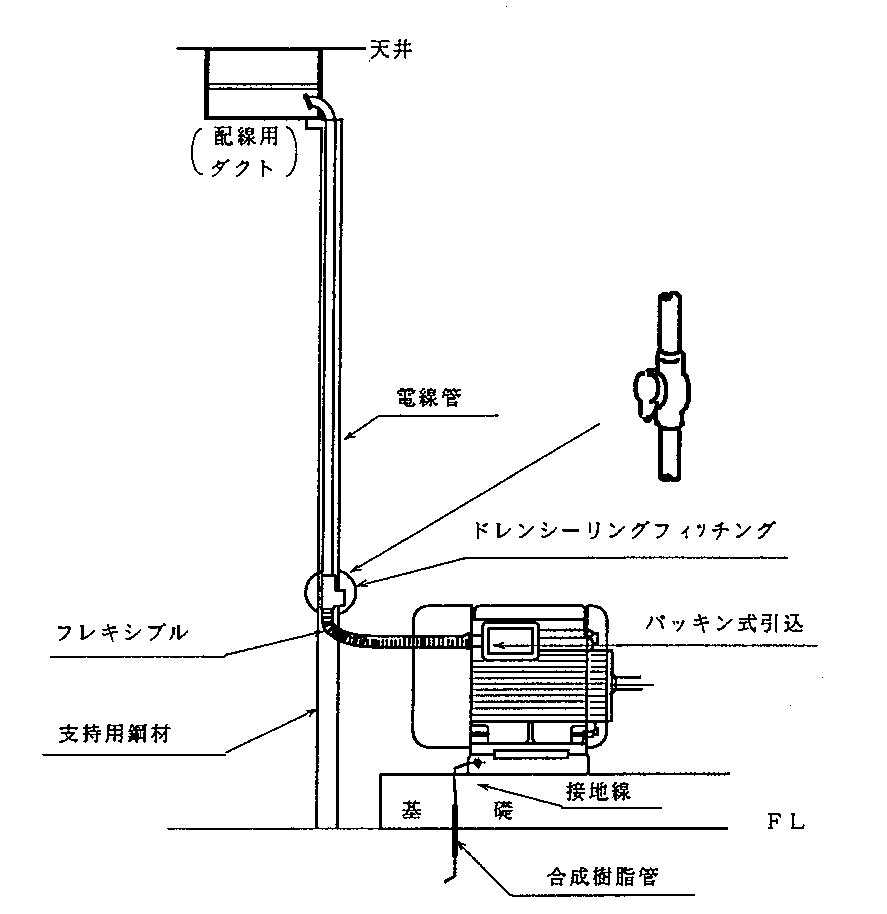 天井
(配線用
ダクト)
電線管
ドレンシーリングフィッチング
フレキシブル
パッキン式引込
支持用鋼材
接地線
基礎
FL
合成樹脂管